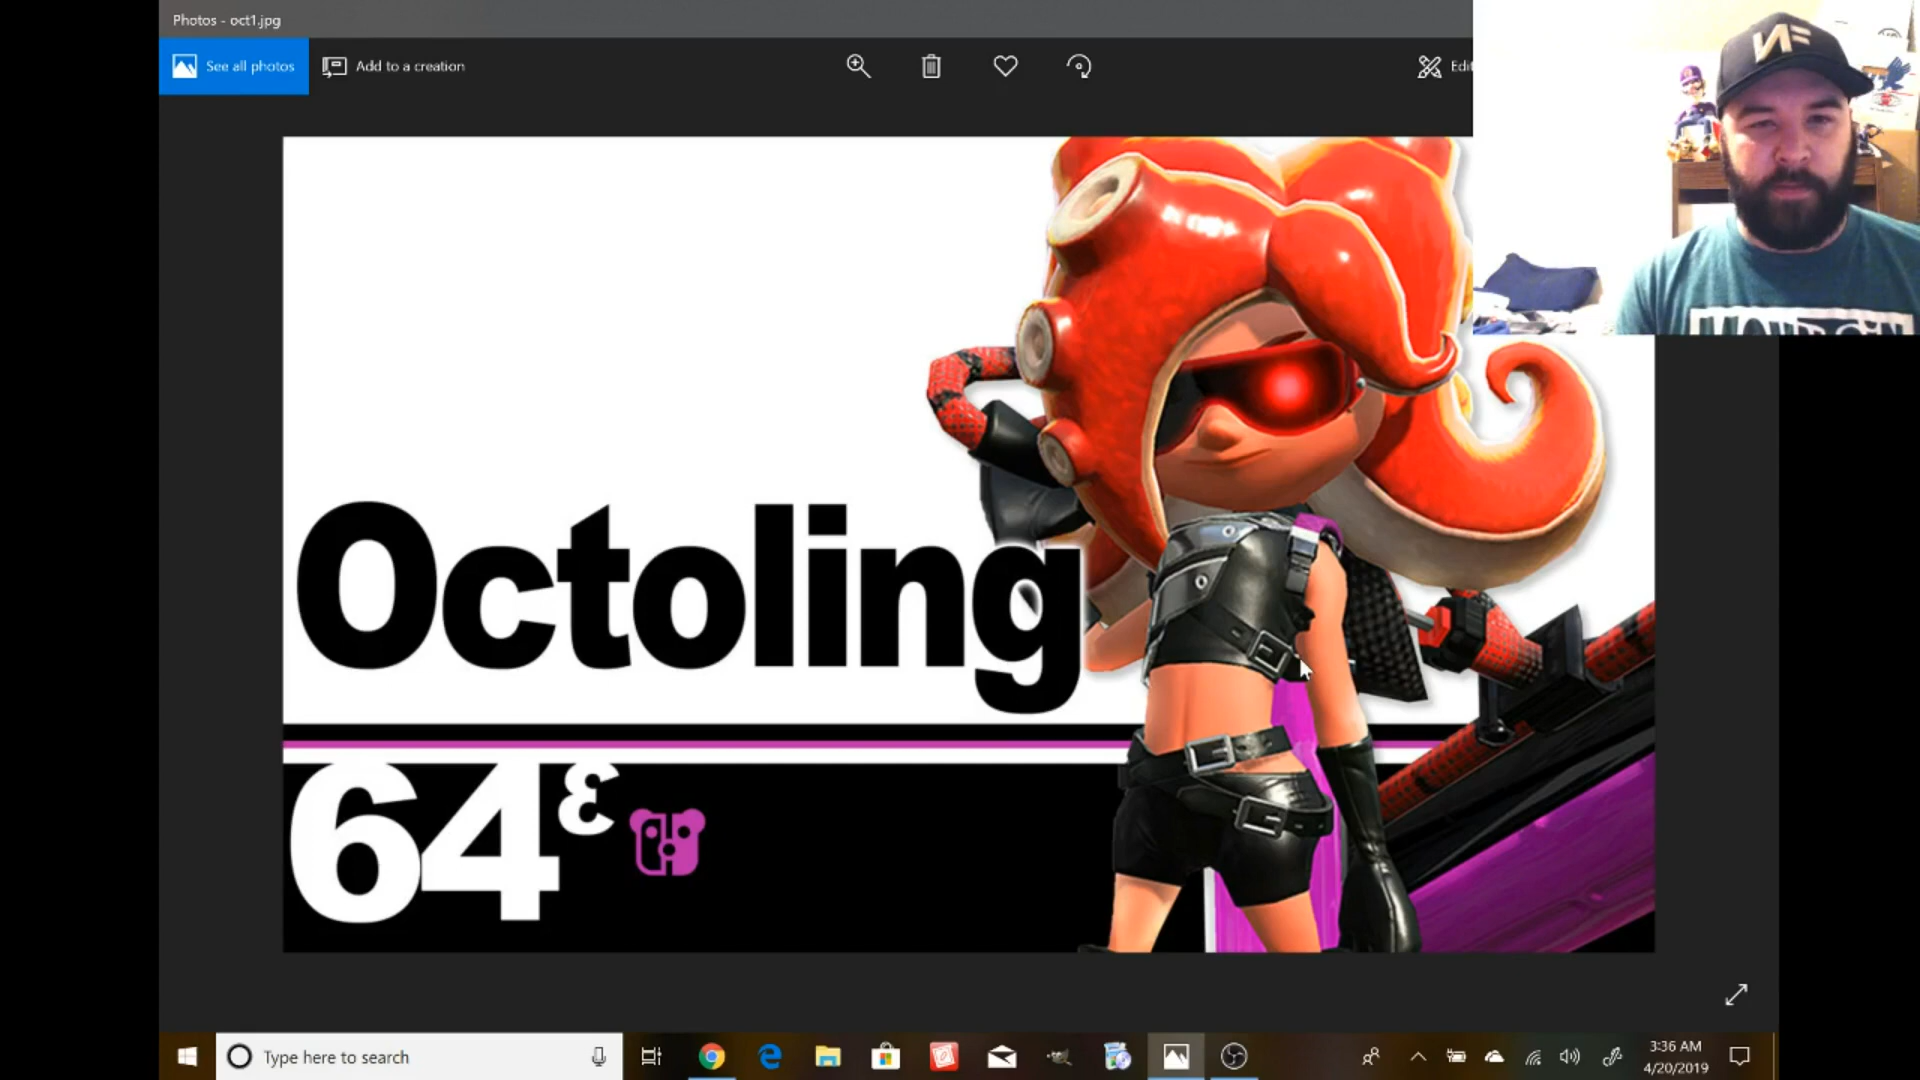 Photos - oct1.jpg
See all photos
Add to a creation
Octoling
64ε
Type here to search
3:36 AM
4/20/2019